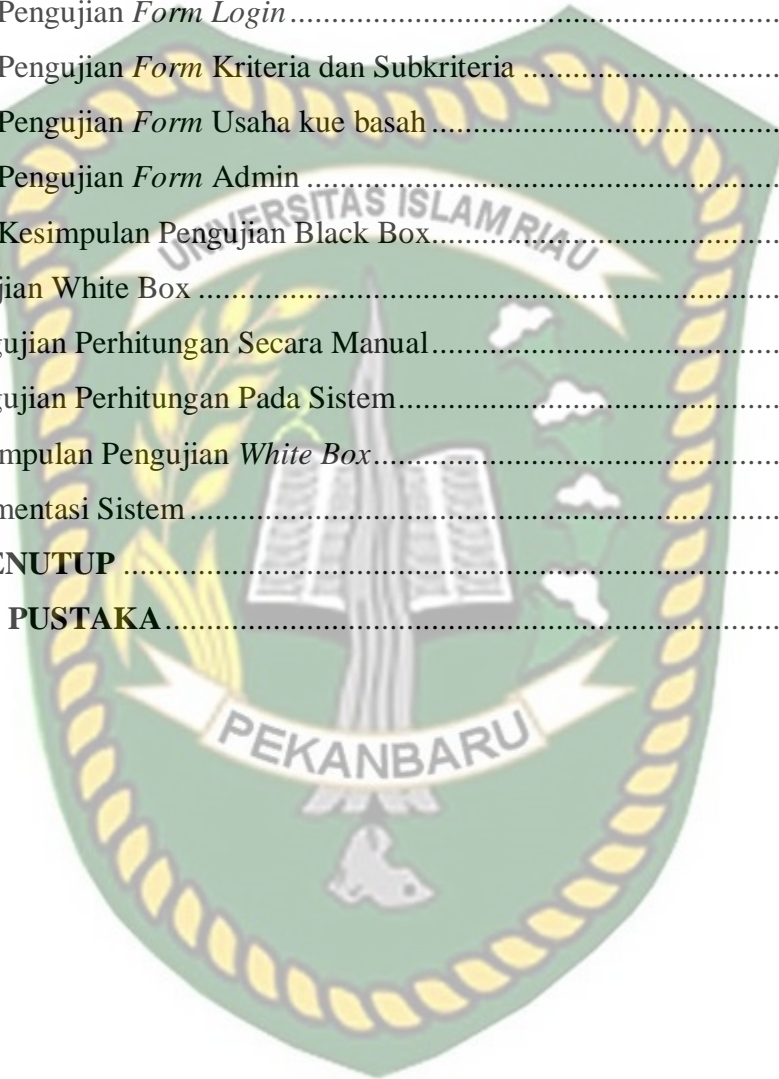 Pengujian Form Login
Pengujian Form Kriteria dan Subkriteria
Pengujian Form Usaha kue basah
Pengujian Form Admin
UNIVERSITAS ISLAM RIAU
Kesimpulan Pengujian Black Box
jian White Box
gujian Perhitungan Secara Manual
gujian Perhitungan Pada Sistem
impulan Pengujian White Box
mentasi Sistem
ENUTUP
PUSTAKA
PEKANBARU